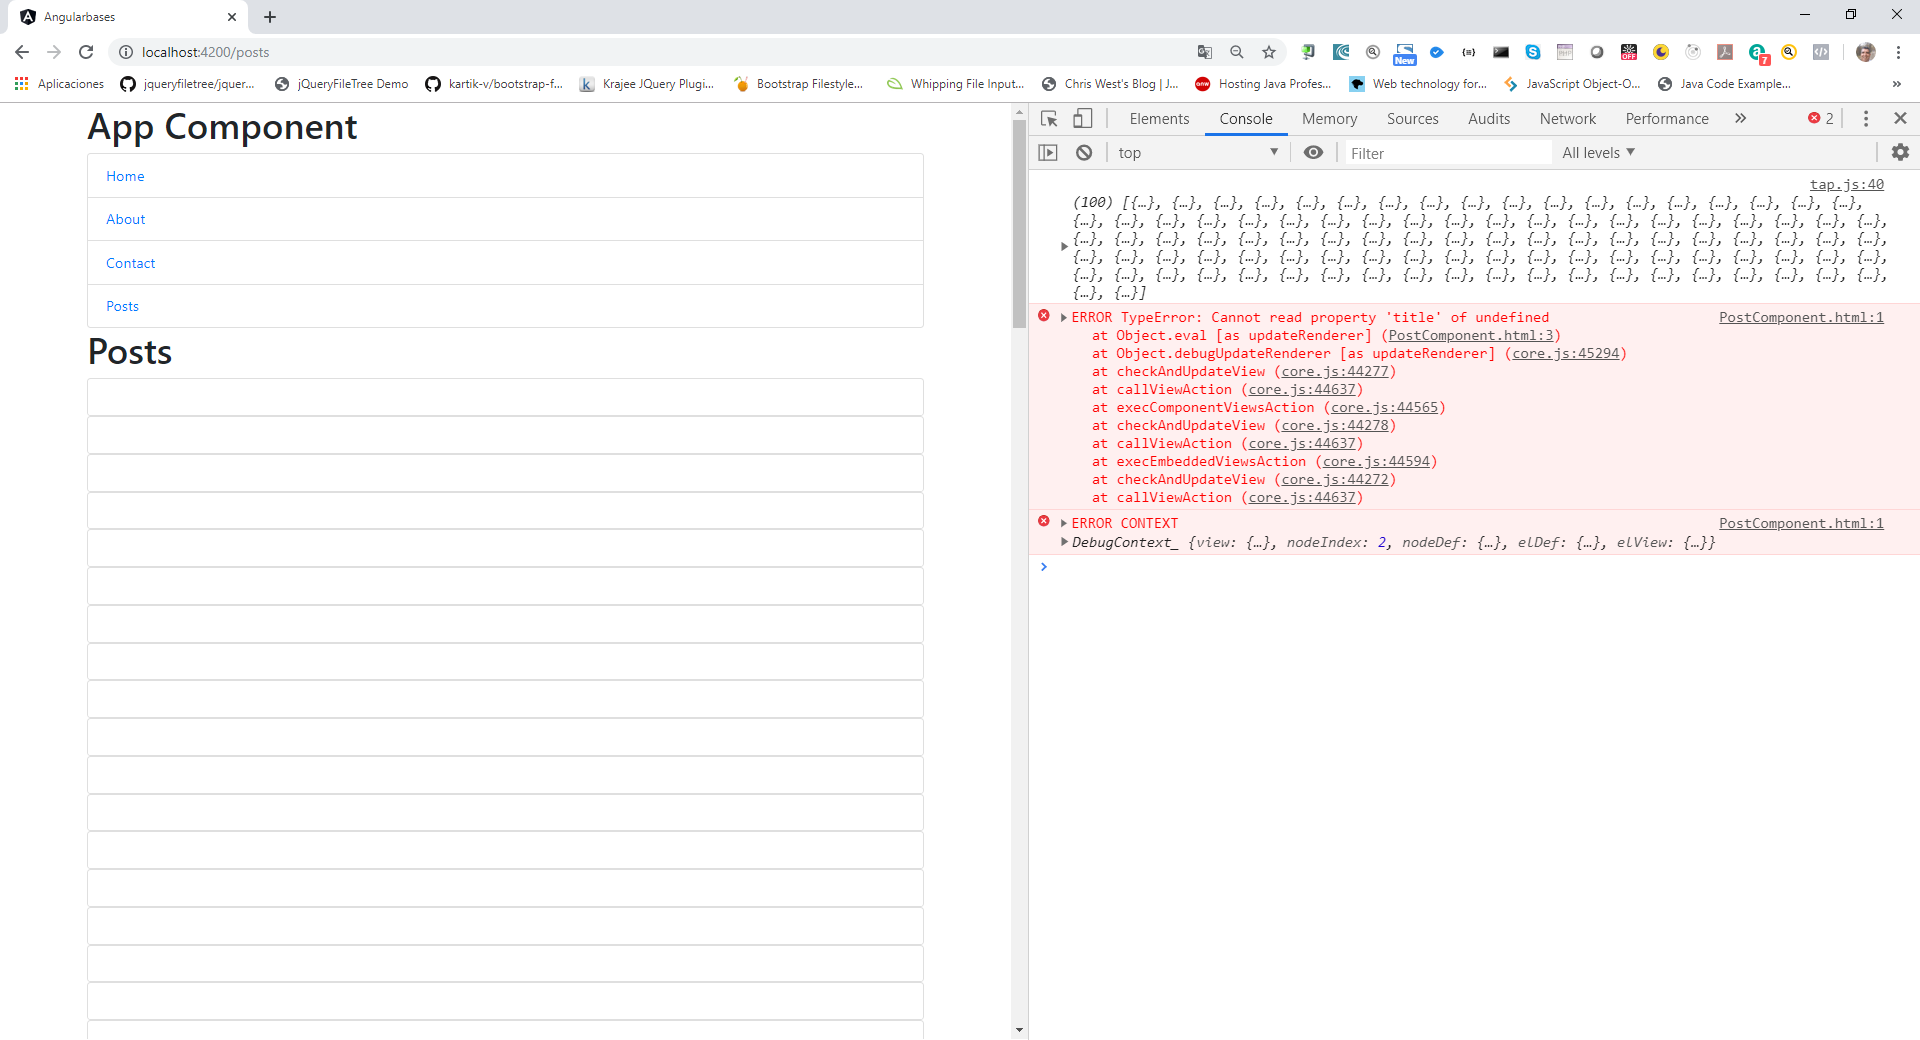 Angularbases
localhost:4200/posts
New
OFF
7
Aplicaciones
jqueryfiletree/jquer...
jQueryFileTree Demo
kartik-v/bootstrap-f...
Krajee JQuery Plugi...
Bootstrap Filestyle...
Whipping File Input...
Chris West's Blog | J...
Hosting Java Profes...
Web technology for...
JavaScript Object-O...
Java Code Example...
App Component
Home
About
Contact
Posts
Posts
Elements Console Memory Sources Audits Network Performance 2
top Filter All levels
tap.js:40
(100) [{…}, {…}, {…}, {…}, {…}, {…}, {…}, {…}, {…}, {…}, {…}, {…}, {…}, {…}, {…}, {…}, {…}, {…},
{…}, {…}, {…}, {…}, {…}, {…}, {…}, {…}, {…}, {…}, {…}, {…}, {…}, {…}, {…}, {…}, {…}, {…}, {…}, {…},
{…}, {…}, {…}, {…}, {…}, {…}, {…}, {…}, {…}, {…}, {…}, {…}, {…}, {…}, {…}, {…}, {…}, {…}, {…}, {…},
{…}, {…}, {…}, {…}, {…}, {…}, {…}, {…}, {…}, {…}, {…}, {…}, {…}, {…}, {…}, {…}, {…}, {…}, {…}, {…},
{…}, {…}, {…}, {…}, {…}, {…}, {…}, {…}, {…}, {…}, {…}, {…}, {…}, {…}, {…}, {…}, {…}, {…}, {…}, {…},
{…}, {…}]
ERROR TypeError: Cannot read property 'title' of undefined PostComponent.html:1
at Object.eval [as updateRenderer] (PostComponent.html:3)
at Object.debugUpdateRenderer [as updateRenderer] (core.js:45294)
at checkAndUpdateView (core.js:44277)
at callViewAction (core.js:44637)
at execComponentViewsAction (core.js:44565)
at checkAndUpdateView (core.js:44278)
at callViewAction (core.js:44637)
at execEmbeddedViewsAction (core.js:44594)
at checkAndUpdateView (core.js:44272)
at callViewAction (core.js:44637)
ERROR CONTEXT PostComponent.html:1
DebugContext_ {view: {…}, nodeIndex: 2, nodeDef: {…}, elDef: {…}, elView: {…}}